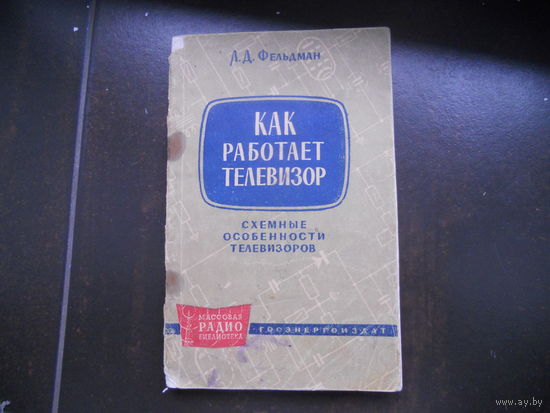 Л.Д. Фельдман
КАК
РАБОТАЕТ
ТЕЛЕВИЗОР
СХЕМНЫЕ
ОСОБЕННОСТИ
ТЕЛЕВИЗОРОВ
МАССОВАЯ
РАДИО
БИБЛИОТЕКА
ГОСЭНЕРГОИЗДАТ
© www.ay.by